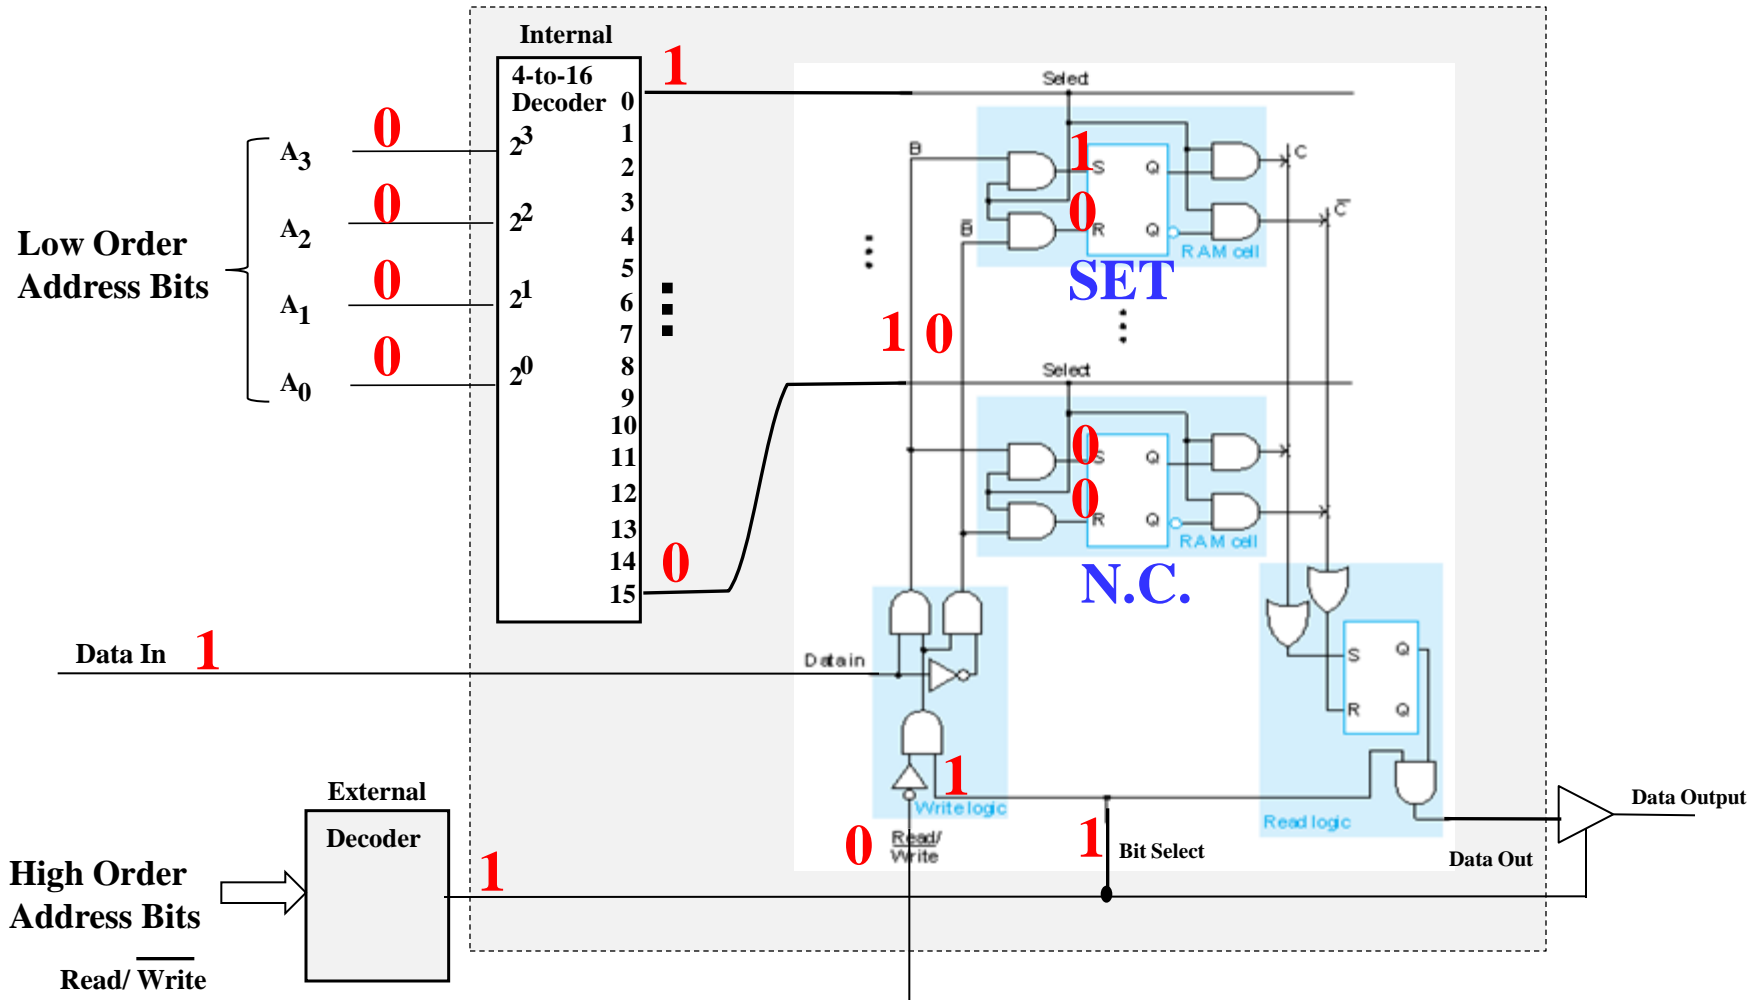 Internal
4-to-16
Decoder
0
1
2
3
4
5
6
7
8
9
10
11
12
13
14
15
2^3
2^2
2^1
2^0
1
0
Low Order
Address Bits
A3
A2
A1
A0
0
0
0
0
Select
B
B̅
1
S
Q
0
R
Q
C
C̅
RAM cell
SET
1 0
Select
0
S
Q
0
R
Q
RAM cell
N.C.
Data In 1
Data in
S
Q
R
Q
1
Write logic
Read logic
0
Read/
Write
1
Bit Select
Data Out
Data Output
External
Decoder
1
High Order
Address Bits
Read/ W̅r̅i̅t̅e̅